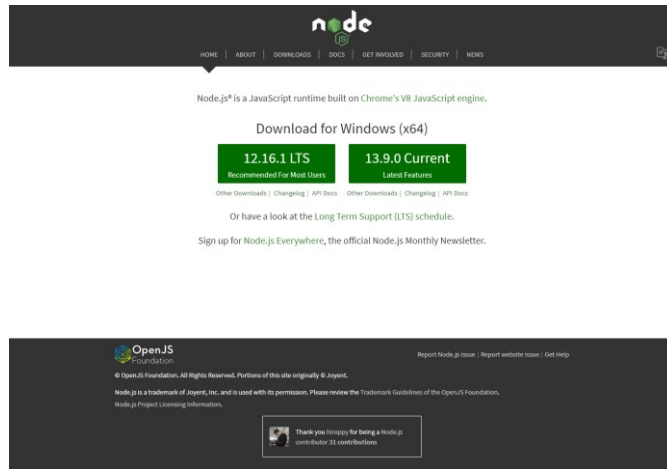 node
JS
HOME | ABOUT | DOWNLOADS | DOCS | GET INVOLVED | SECURITY | NEWS
Node.js® is a JavaScript runtime built on Chrome's V8 JavaScript engine.
Download for Windows (x64)
12.16.1 LTS
Recommended For Most Users
13.9.0 Current
Latest Features
Other Downloads | Changelog | API Docs
Other Downloads | Changelog | API Docs
Or have a look at the Long Term Support (LTS) schedule.
Sign up for Node.js Everywhere, the official Node.js Monthly Newsletter.
OpenJS
Foundation
Report Node.js issue | Report website issue | Get Help
© OpenJS Foundation. All Rights Reserved. Portions of this site originally © Joyent.
Node.js is a trademark of Joyent, Inc. and is used with its permission. Please review the Trademark Guidelines of the OpenJS Foundation.
Node.js Project Licensing Information.
Thank you for being a Node.js
contributor 31 contributions